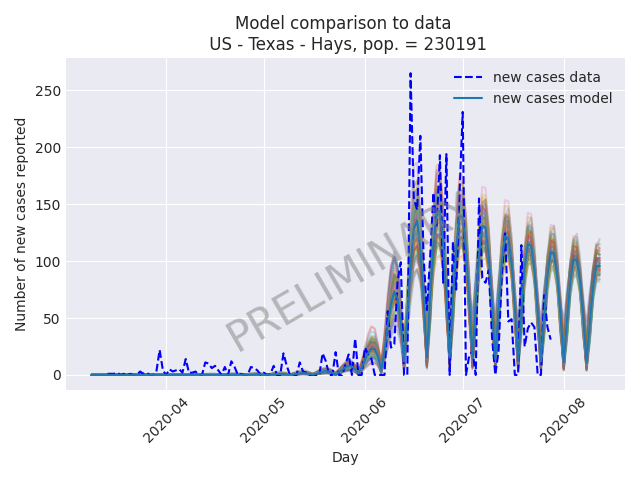 Model comparison to data
US - Texas - Hays, pop. = 230191
new cases data
new cases model
Number of new cases reported
250
200
150
100
50
0
PRELIMINARY
2020-04
2020-05
2020-06
2020-07
2020-08
Day